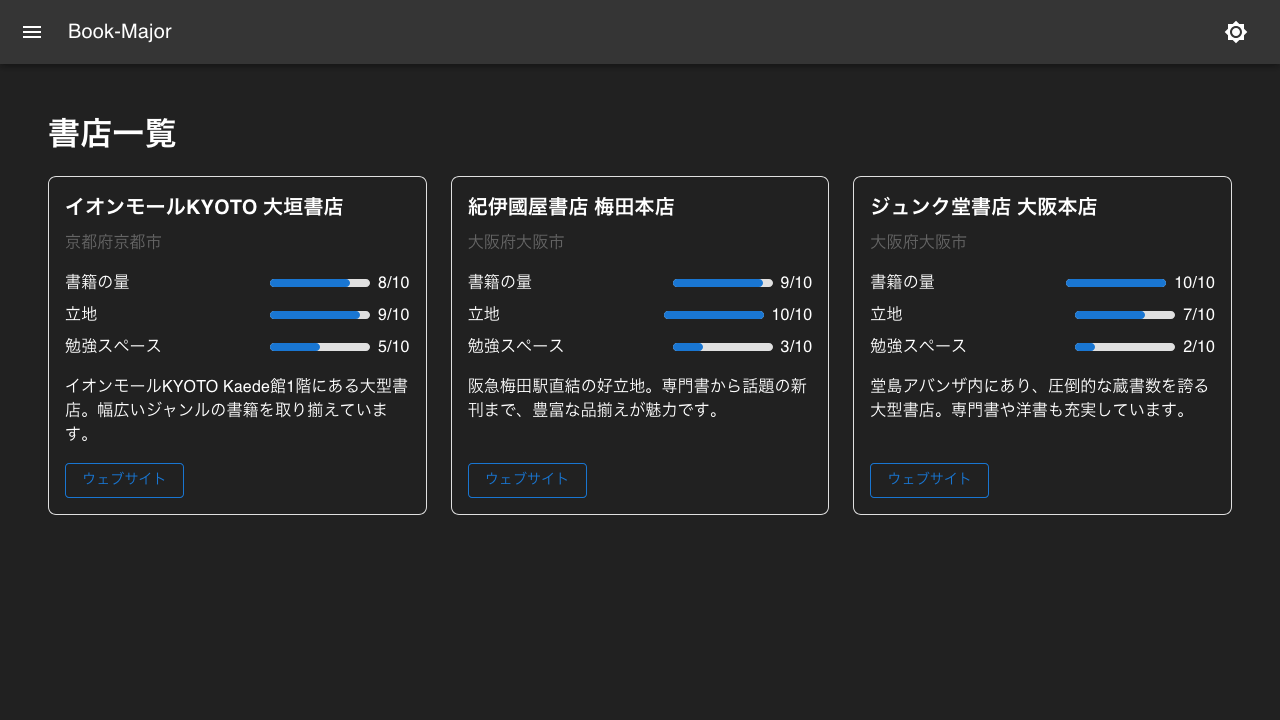 Book-Major
書店一覧
イオンモールKYOTO 大垣書店
京都府京都市
書籍の量 8/10
立地 9/10
勉強スペース 5/10
イオンモールKYOTO Kaede館1階にある大型書
店。幅広いジャンルの書籍を取り揃えていま
す。
ウェブサイト
紀伊國屋書店 梅田本店
大阪府大阪市
書籍の量 9/10
立地 10/10
勉強スペース 3/10
阪急梅田駅直結の好立地。専門書から話題の新
刊まで、豊富な品揃えが魅力です。
ウェブサイト
ジュンク堂書店 大阪本店
大阪府大阪市
書籍の量 10/10
立地 7/10
勉強スペース 2/10
堂島アバンザ内にあり、圧倒的な蔵書数を誇る
大型書店。専門書や洋書も充実しています。
ウェブサイト